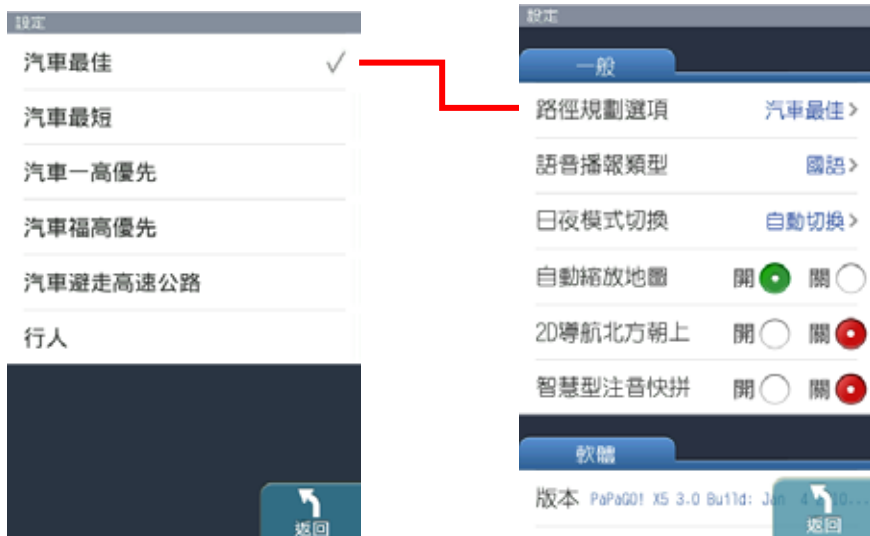 設定
汽車最佳
汽車最短
汽車一高優先
汽車福高優先
汽車避走高速公路
行人
返回
設定
一般
路徑規劃選項 汽車最佳>
語音播報類型 國語>
日夜模式切換 自動切換>
自動縮放地圖 開 關
2D導航北方朝上 開 關
智慧型注音快拼 開 關
軟體
版本 PaPaGO! X5 3.0 Build: Jan 4
返回